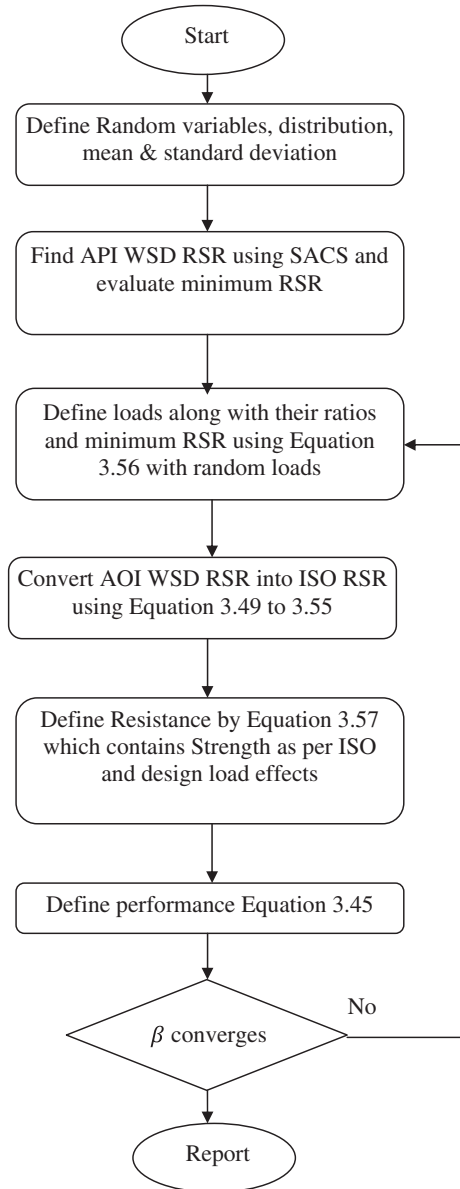 Start
Define Random variables, distribution,
mean & standard deviation
Find API WSD RSR using SACS and
evaluate minimum RSR
Define loads along with their ratios
and minimum RSR using Equation
3.56 with random loads
Convert AOI WSD RSR into ISO RSR
using Equation 3.49 to 3.55
Define Resistance by Equation 3.57
which contains Strength as per ISO
and design load effects
Define performance Equation 3.45
No
β converges
Report